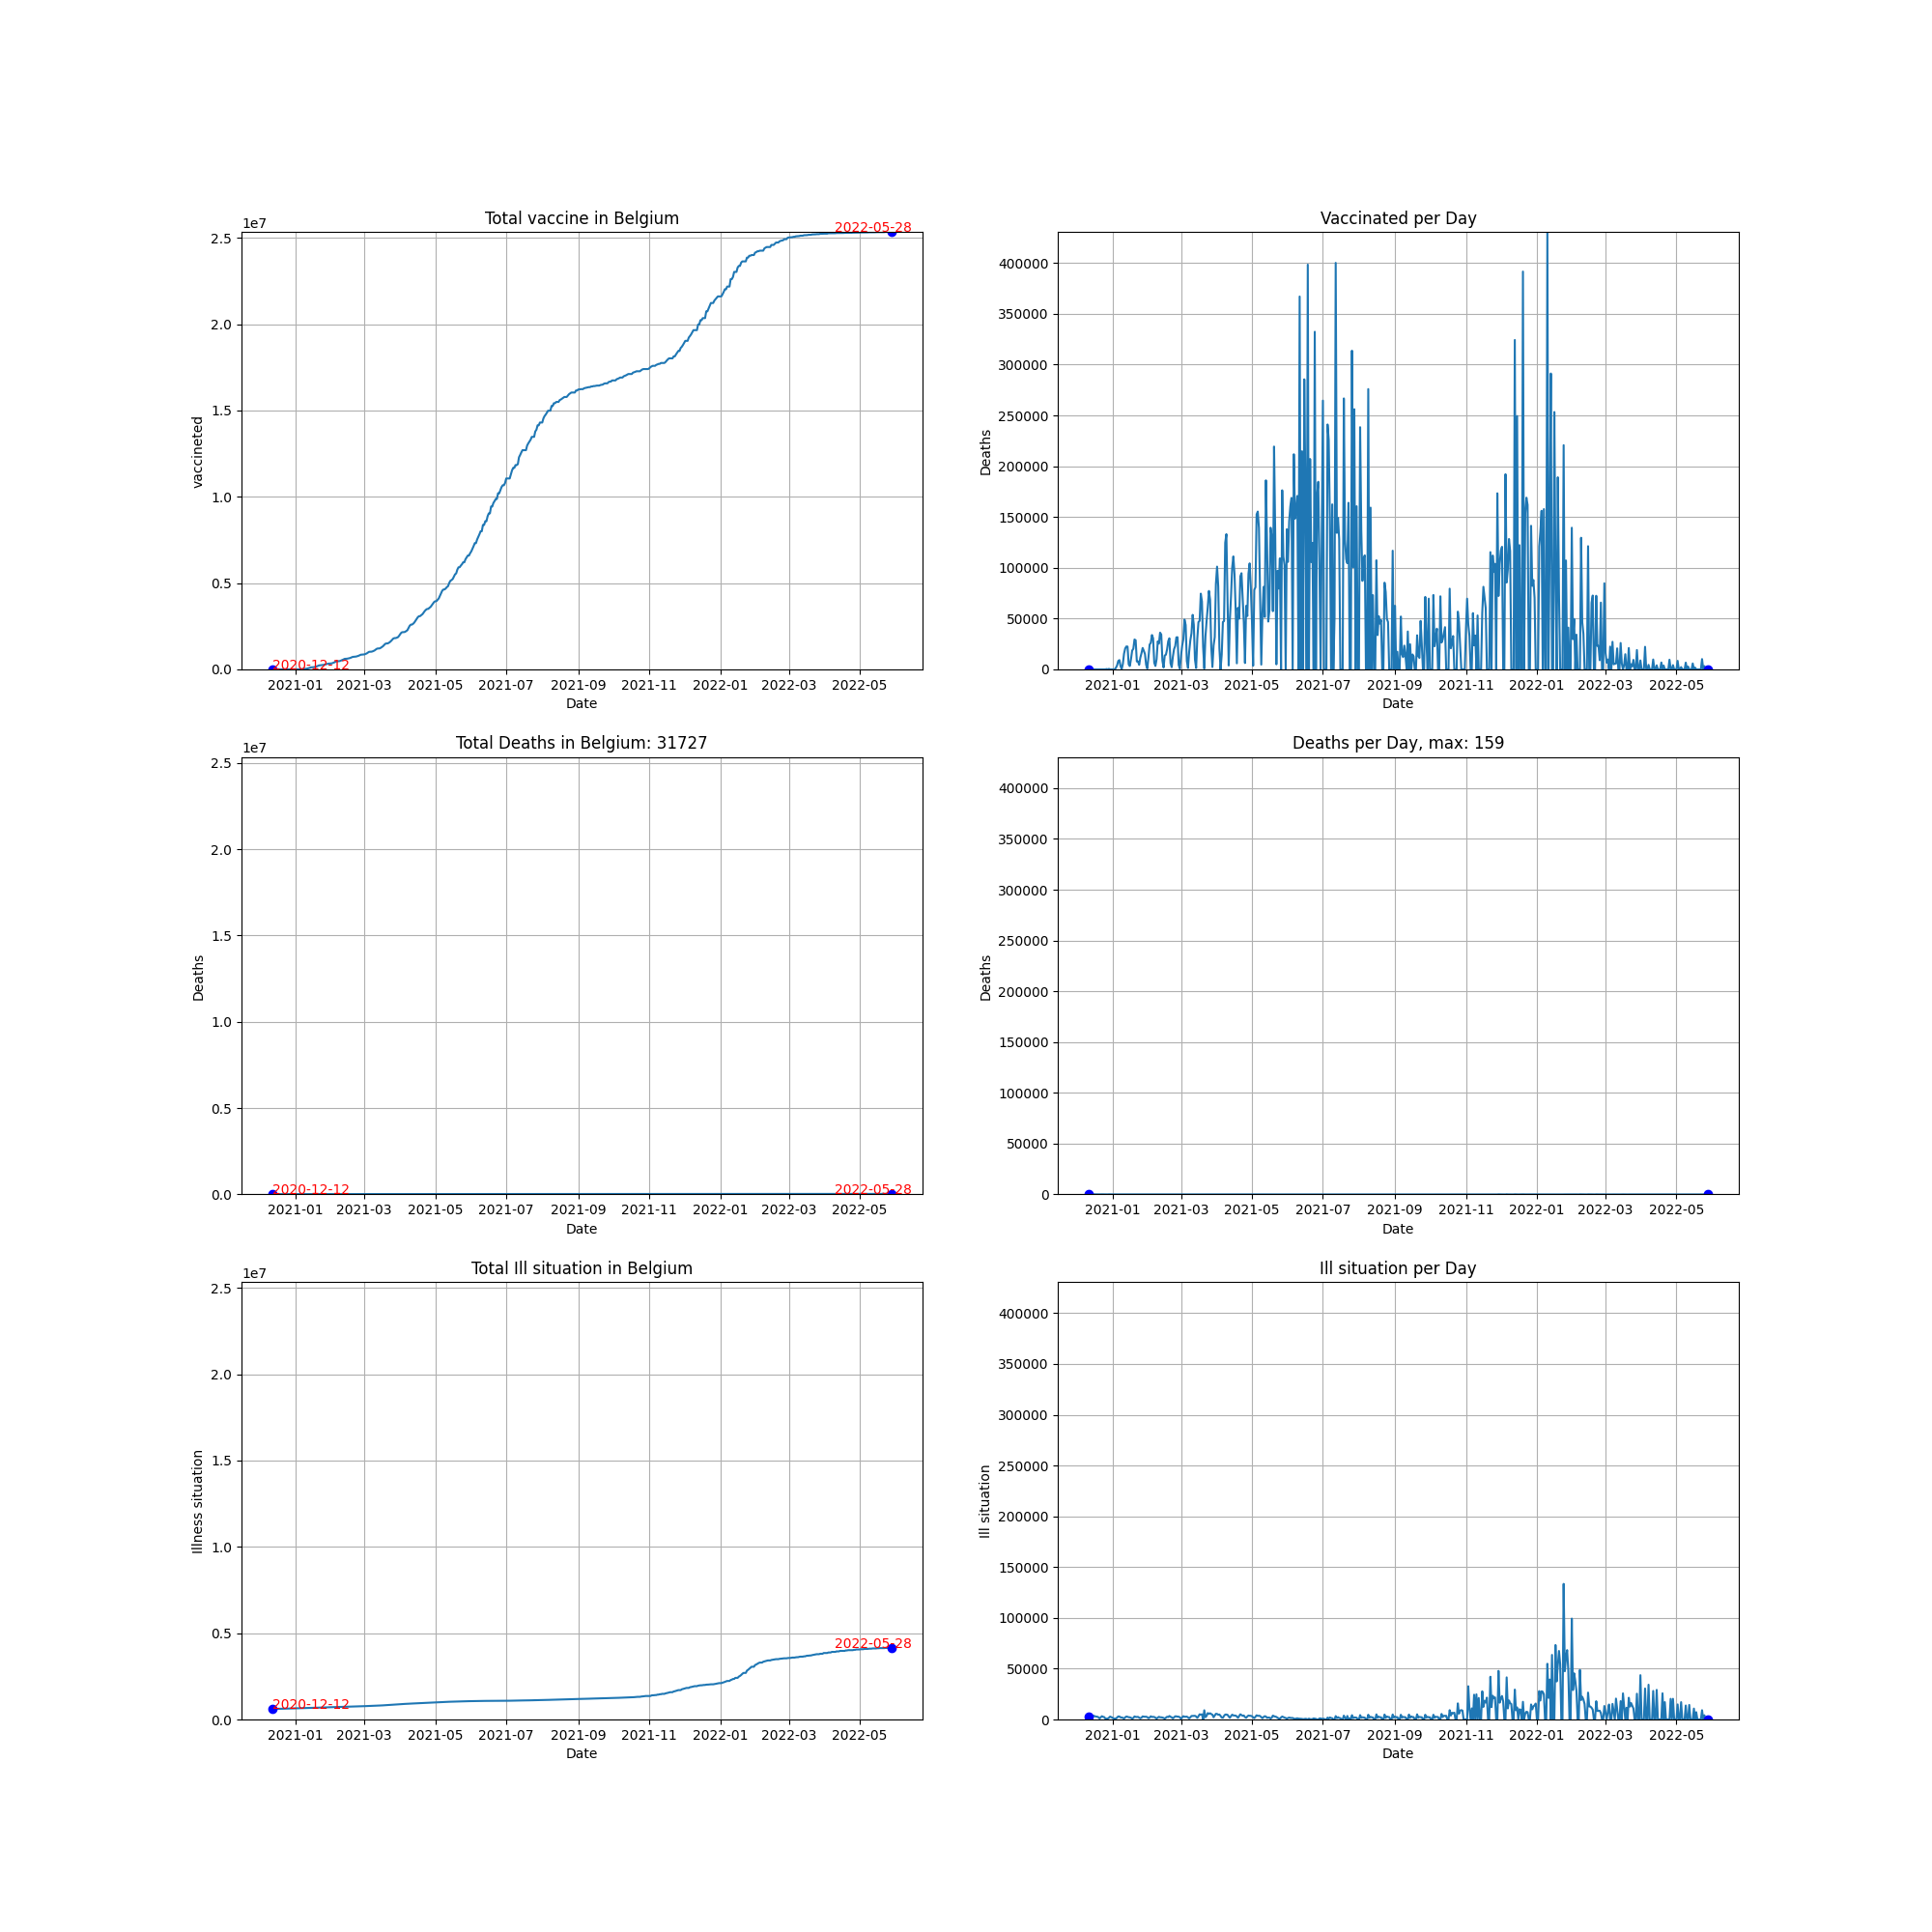 Total vaccine in Belgium
1e7
2.5
2.0
1.5
1.0
0.5
0.0
vaccineted
2020-12-12
2022-05-28
2021-01 2021-03 2021-05 2021-07 2021-09 2021-11 2022-01 2022-03 2022-05
Date
Vaccinated per Day
400000
350000
300000
250000
200000
150000
100000
50000
0
Deaths
2021-01 2021-03 2021-05 2021-07 2021-09 2021-11 2022-01 2022-03 2022-05
Date
Total Deaths in Belgium: 31727
1e7
2.5
2.0
1.5
1.0
0.5
0.0
Deaths
2020-12-12
2022-05-28
2021-01 2021-03 2021-05 2021-07 2021-09 2021-11 2022-01 2022-03 2022-05
Date
Deaths per Day, max: 159
400000
350000
300000
250000
200000
150000
100000
50000
0
Deaths
2021-01 2021-03 2021-05 2021-07 2021-09 2021-11 2022-01 2022-03 2022-05
Date
Total Ill situation in Belgium
1e7
2.5
2.0
1.5
1.0
0.5
0.0
Illness situation
2020-12-12
2022-05-28
2021-01 2021-03 2021-05 2021-07 2021-09 2021-11 2022-01 2022-03 2022-05
Date
Ill situation per Day
400000
350000
300000
250000
200000
150000
100000
50000
0
Ill situation
2021-01 2021-03 2021-05 2021-07 2021-09 2021-11 2022-01 2022-03 2022-05
Date